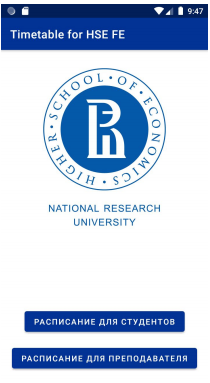 9:47
Timetable for HSE FE
HIGHER • SCHOOL • OF • ECONOMICS •
NATIONAL RESEARCH
UNIVERSITY
РАСПИСАНИЕ ДЛЯ СТУДЕНТОВ
РАСПИСАНИЕ ДЛЯ ПРЕПОДАВАТЕЛЯ